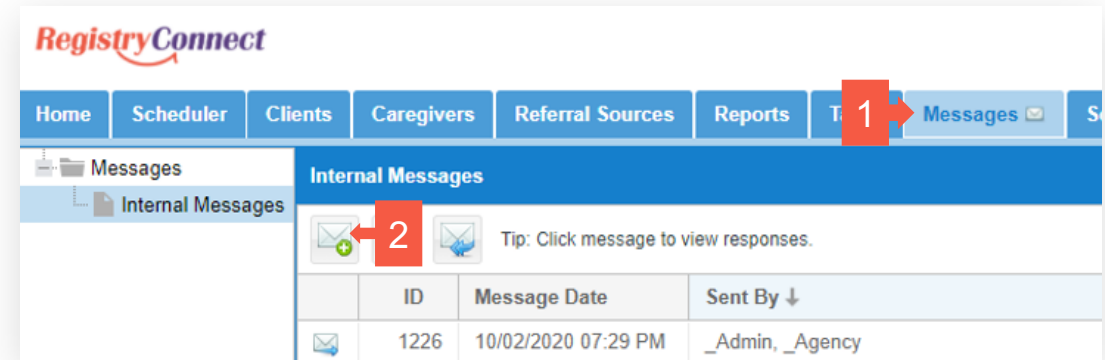 RegistryConnect
Home Scheduler Clients Caregivers Referral Sources Reports 1 Messages
Messages Internal Messages
Internal Messages
2 Tip: Click message to view responses.
ID Message Date Sent By ↓
1226 10/02/2020 07:29 PM _Admin, _Agency